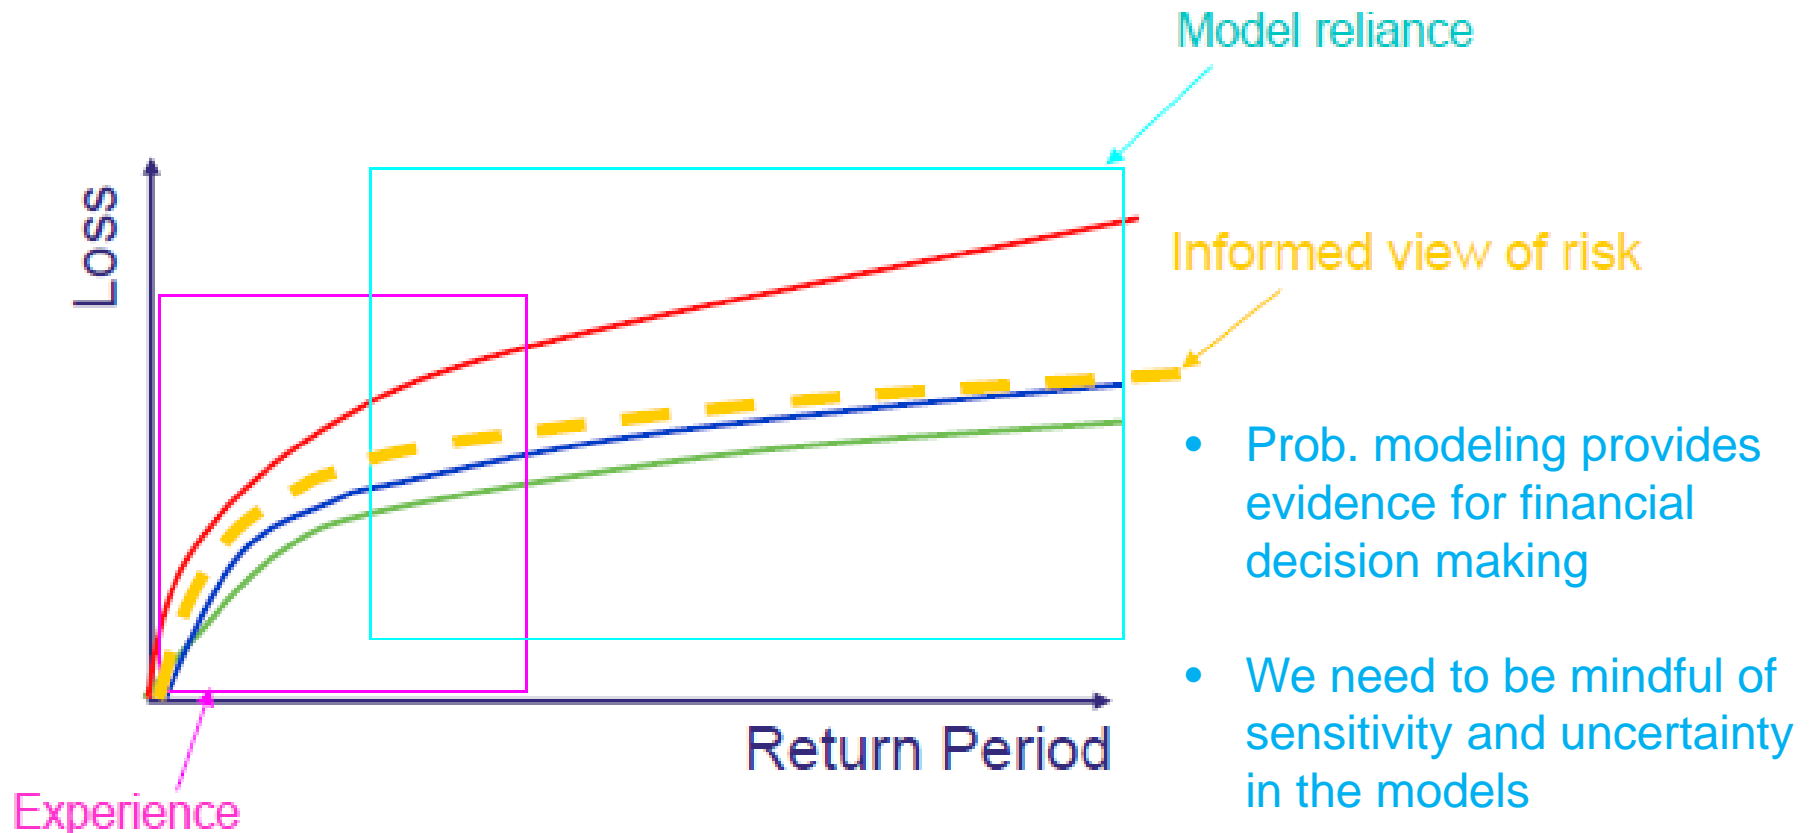 Model reliance
Loss
Informed view of risk
• Prob. modeling provides
evidence for financial
decision making
• We need to be mindful of
sensitivity and uncertainty
in the models
Return Period
Experience